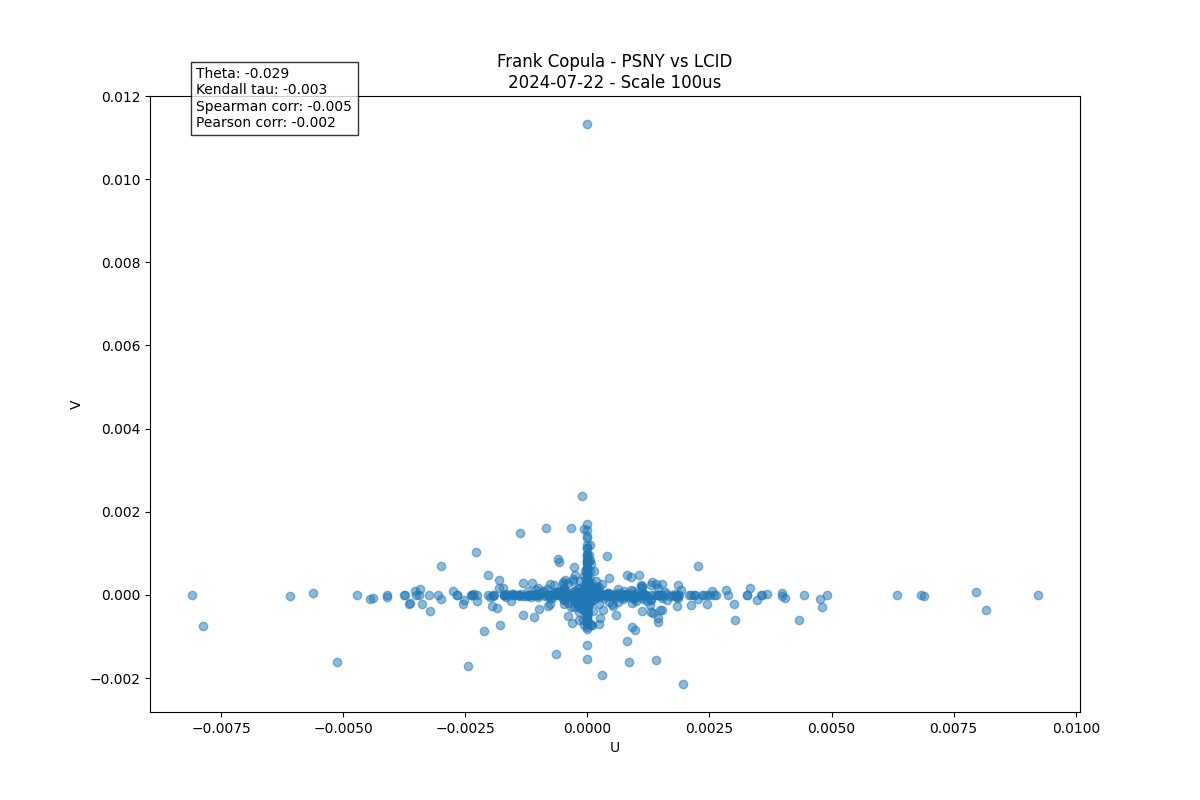 Frank Copula - PSNY vs LCID
2024-07-22 - Scale 100us
Theta: -0.029
Kendall tau: -0.003
Spearman corr: -0.005
Pearson corr: -0.002
0.012
0.010
0.008
0.006
0.004
0.002
0.000
−0.002
V
−0.0075
−0.0050
−0.0025
0.0000
0.0025
0.0050
0.0075
0.0100
U